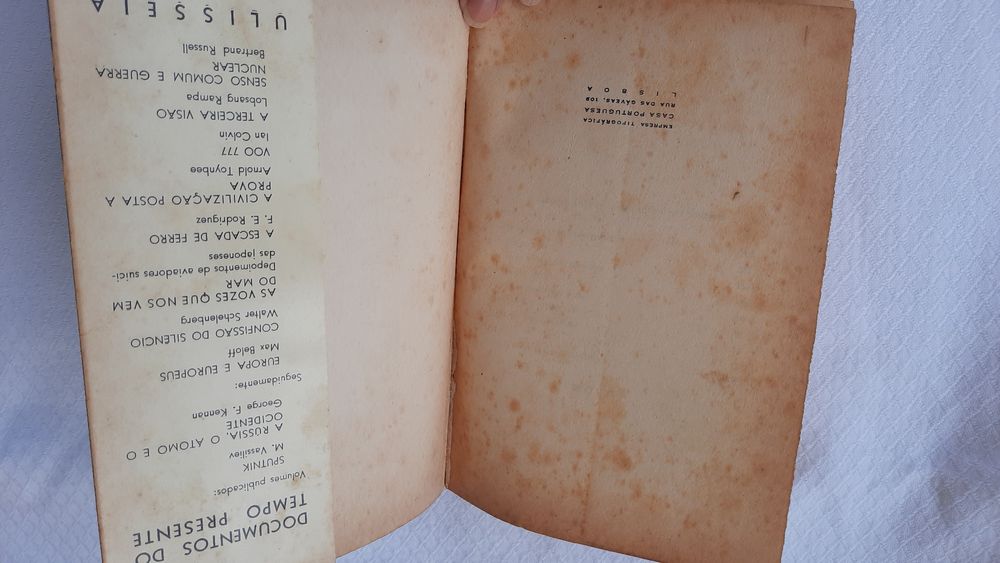 DOCUMENTOS DO
TEMPO PRESENTE
Volumes publicados:
SPUTNIK
M. Vassiliev
A RÚSSIA, O ÁTOMO E O
OCIDENTE
George F. Kennan
Seguidamente:
EUROPA E EUROPEUS
Max Beloff
CONFISSÃO DO SILÊNCIO
Walter Schelenberg
AS VOZES QUE NOS VEM
DO MAR
Depoimentos de aviadores suici-
das japoneses
A ESCADA DE FERRO
F. E. Rodriguez
A CIVILIZAÇÃO POSTA À
PROVA
Arnold Toynbee
VOO 777
Ian Colvin
A TERCEIRA VISÃO
Lobsang Rampa
SENSO COMUM E GUERRA
NUCLEAR
Bertrand Russell
ULISSEIA
EMPRESA TIPOGRÁFICA
CASA PORTUGUESA
RUA DAS GÁVEAS, 109
LISBOA